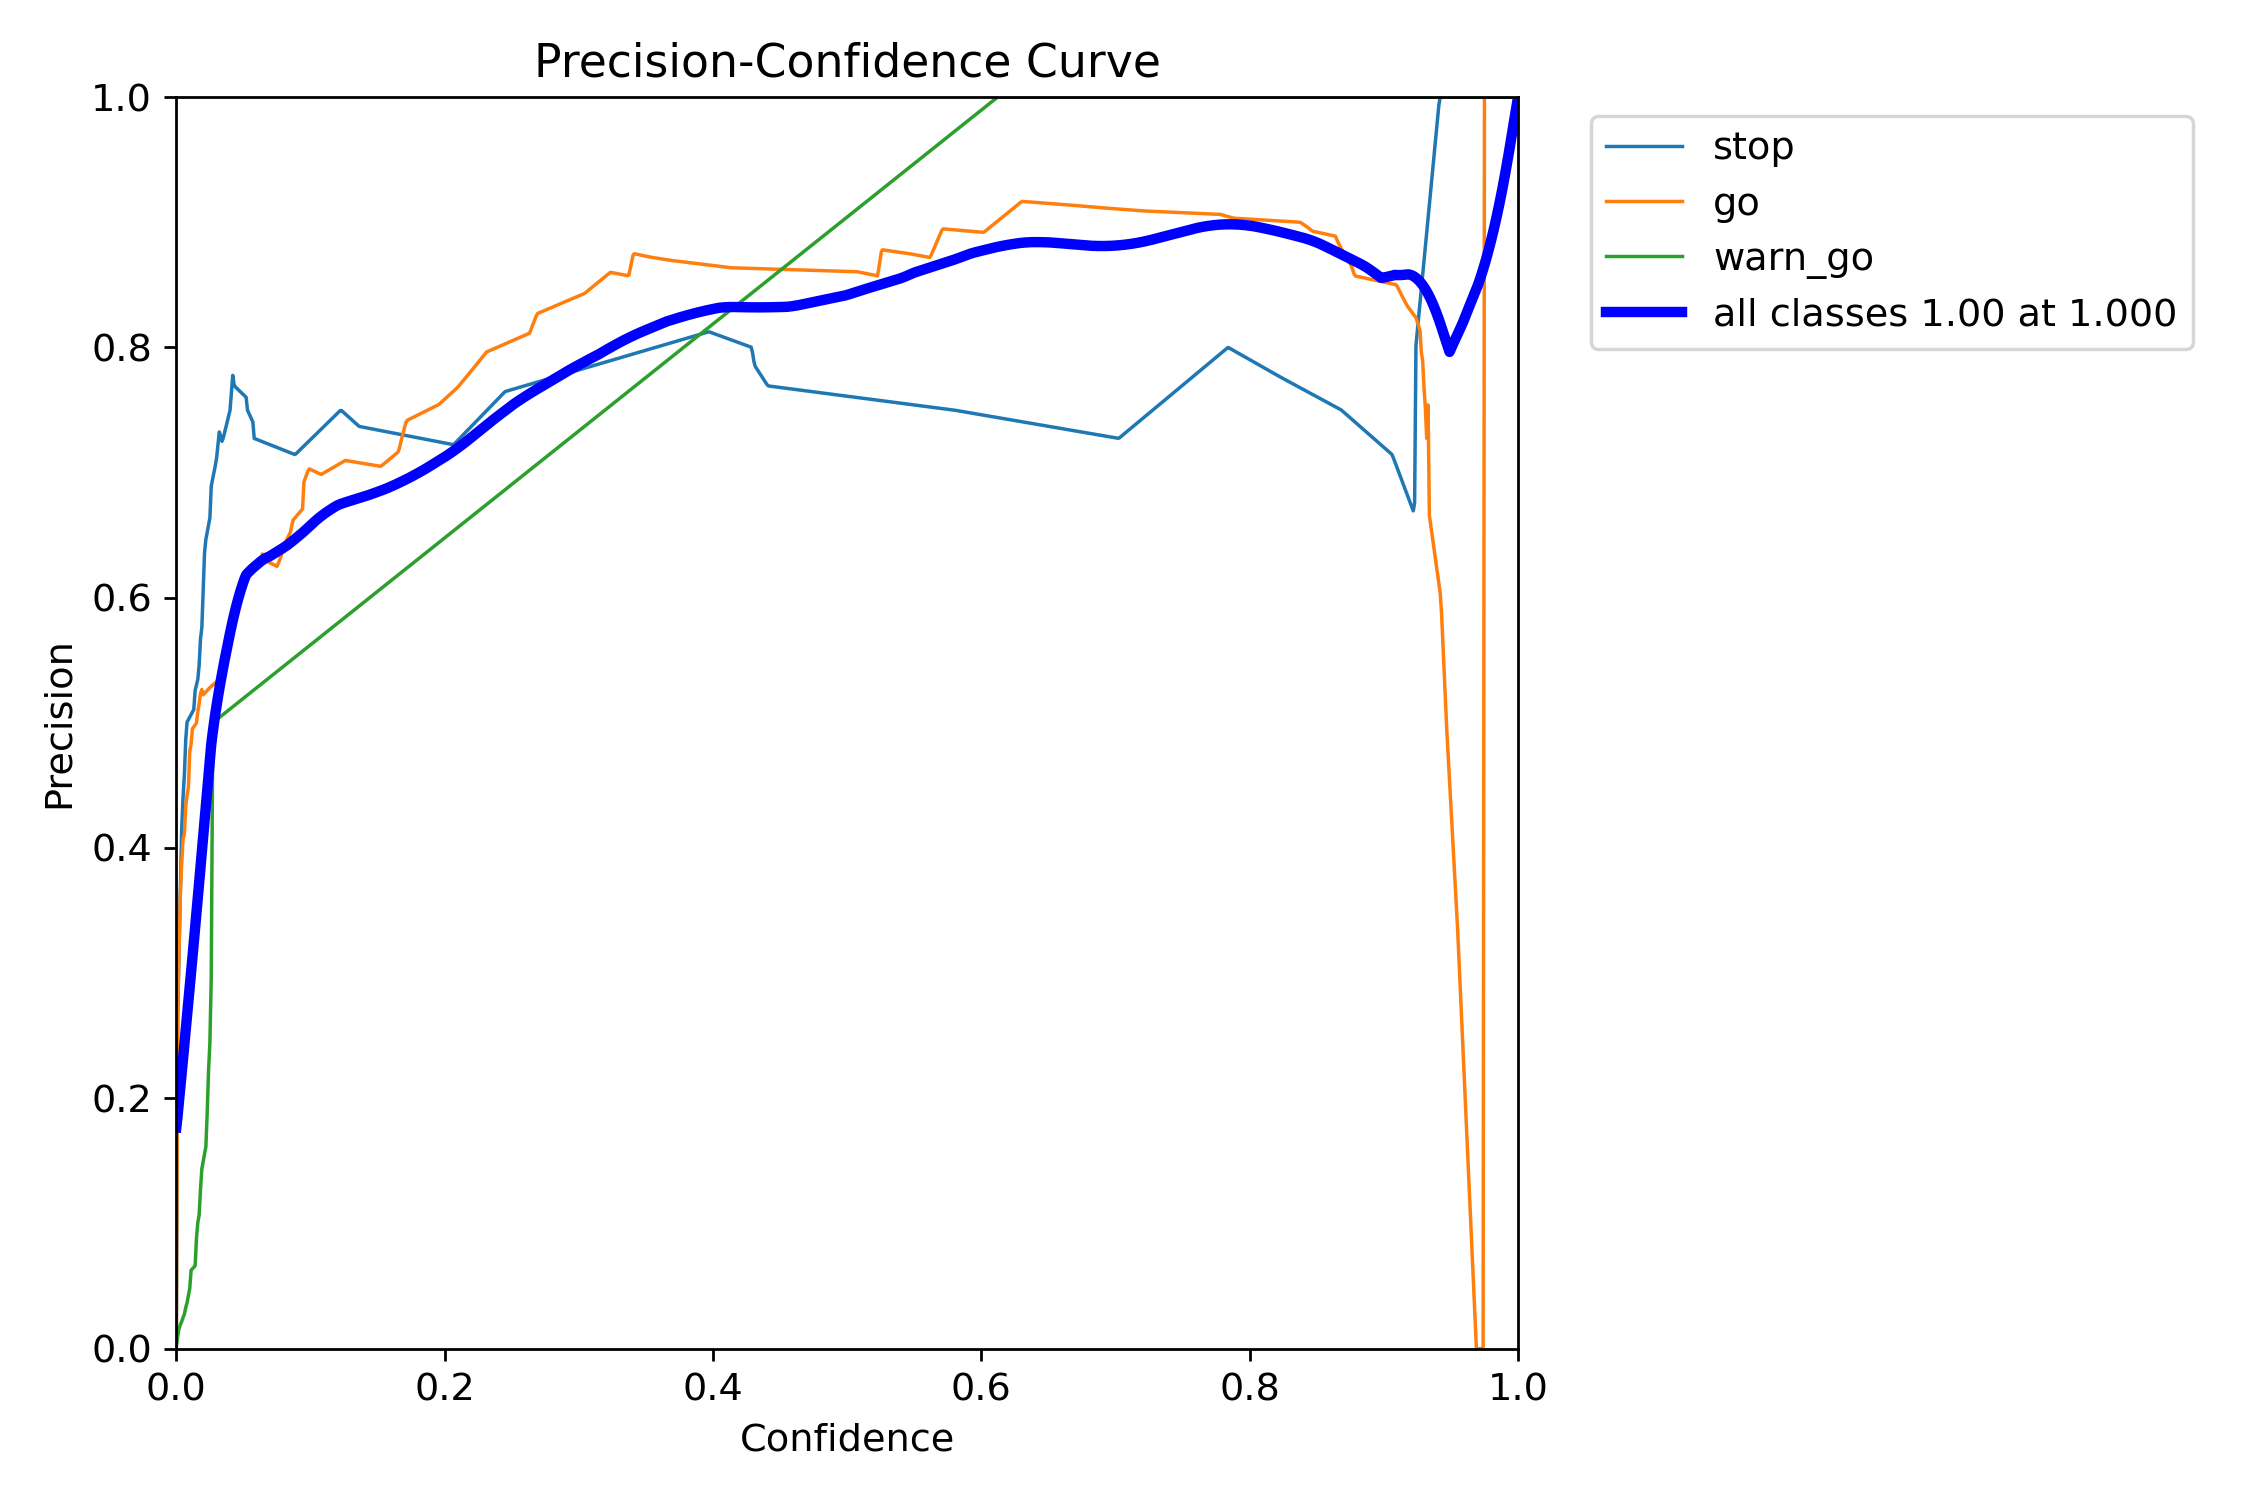 Precision-Confidence Curve
1.0
0.8
0.6
0.4
0.2
0.0
Precision
0.0 0.2 0.4 0.6 0.8 1.0
Confidence
stop
go
warn_go
all classes 1.00 at 1.000